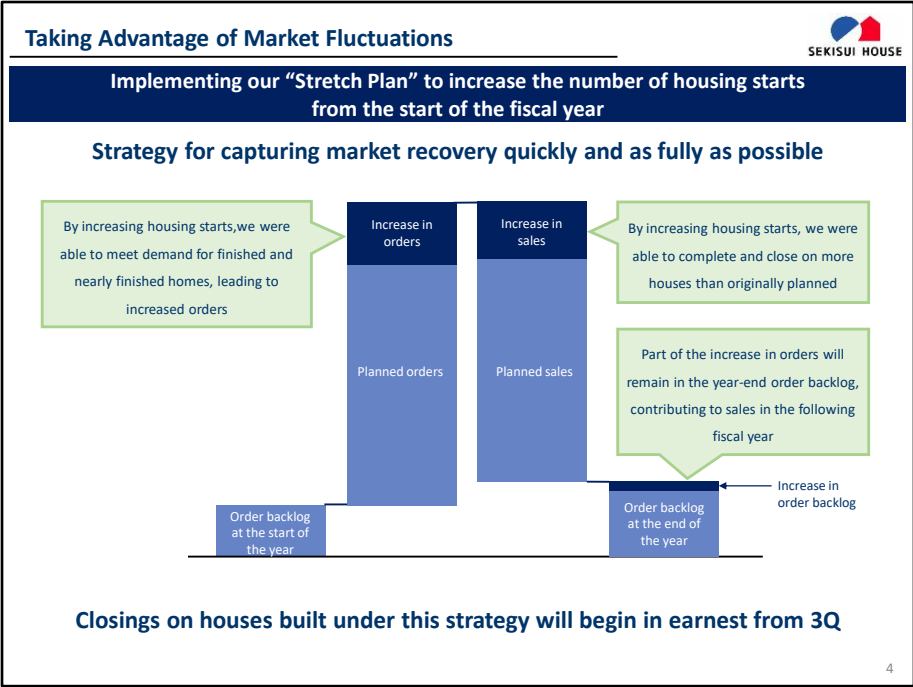 Taking Advantage of Market Fluctuations
SEKISUI HOUSE
Implementing our “Stretch Plan” to increase the number of housing starts
from the start of the fiscal year
Strategy for capturing market recovery quickly and as fully as possible
By increasing housing starts,we were
able to meet demand for finished and
nearly finished homes, leading to
increased orders
Increase in
orders
Increase in
sales
By increasing housing starts, we were
able to complete and close on more
houses than originally planned
Planned orders
Planned sales
Part of the increase in orders will
remain in the year-end order backlog,
contributing to sales in the following
fiscal year
Increase in
order backlog
Order backlog
at the start of
the year
Order backlog
at the end of
the year
Closings on houses built under this strategy will begin in earnest from 3Q
4